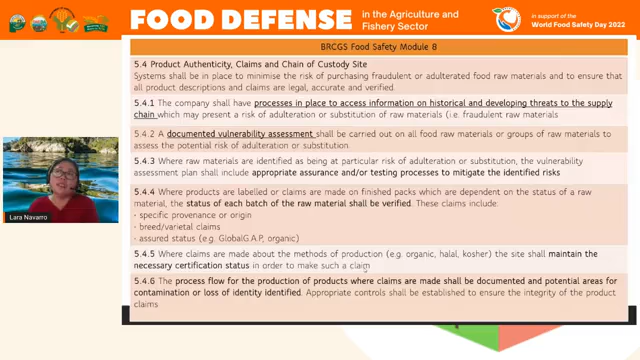 FOOD DEFENSE
in the Agriculture and
Fishery Sector
in support of the
World Food Safety Day 2022
BRCGS Food Safety Module 8
5.4 Product Authenticity, Claims and Chain of Custody Site
Systems shall be in place to minimise the risk of purchasing fraudulent or adulterated food raw materials and to ensure that
all product descriptions and claims are legal, accurate and verified.
5.4.1 The company shall have processes in place to access information on historical and developing threats to the supply
chain which may present a risk of adulteration or substitution of raw materials (i.e. fraudulent raw materials
5.4.2 A documented vulnerability assessment shall be carried out on all food raw materials or groups of raw materials to
assess the potential risk of adulteration or substitution.
5.4.3 Where raw materials are identified as being at particular risk of adulteration or substitution, the vulnerability
assessment plan shall include appropriate assurance and/or testing processes to mitigate the identified risks
5.4.4 Where products are labelled or claims are made on finished packs which are dependent on the status of a raw
material, the status of each batch of the raw material shall be verified. These claims include:
• specific provenance or origin
• breed/varietal claims
• assured status (e.g. GlobalG.A.P, organic)
5.4.5 Where claims are made about the methods of production (e.g. organic, halal, kosher) the site shall maintain the
necessary certification status in order to make such a claim
5.4.6 The process flow for the production of products where claims are made shall be documented and potential areas for
contamination or loss of identity identified. Appropriate controls shall be established to ensure the integrity of the product
claims
Lara Navarro